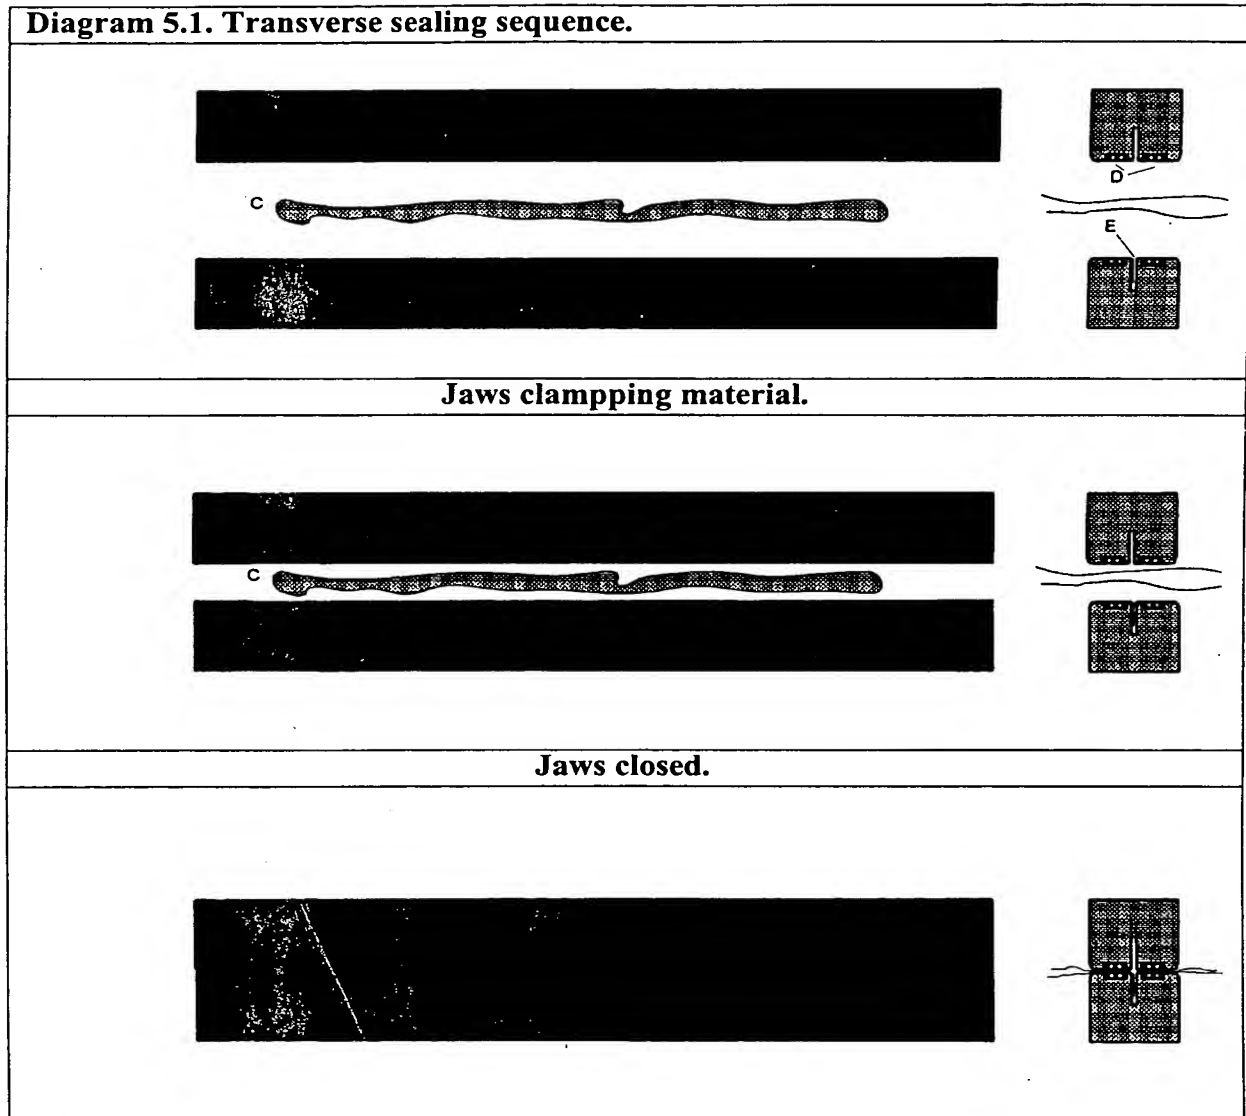 Diagram 5.1. Transverse sealing sequence.
C
D
E
Jaws clampping material.
C
Jaws closed.